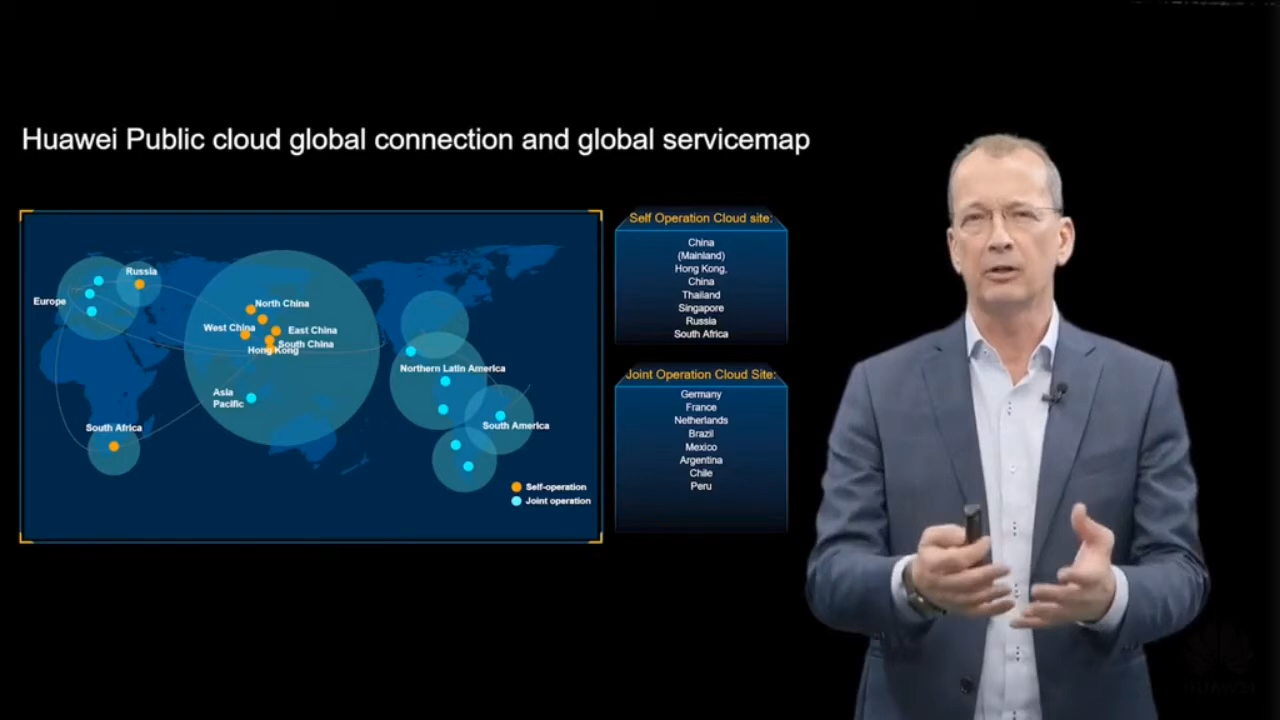 Huawei Public cloud global connection and global servicemap
Russia
Europe
North China
West China
East China
South China
Hong Kong
Northern Latin America
Asia
Pacific
South America
South Africa
Self-operation
Joint operation
Self Operation Cloud site:
China
(Mainland)
Hong Kong,
China
Thailand
Singapore
Russia
South Africa
Joint Operation Cloud Site:
Germany
France
Netherlands
Brazil
Mexico
Argentina
Chile
Peru
HUAWEI